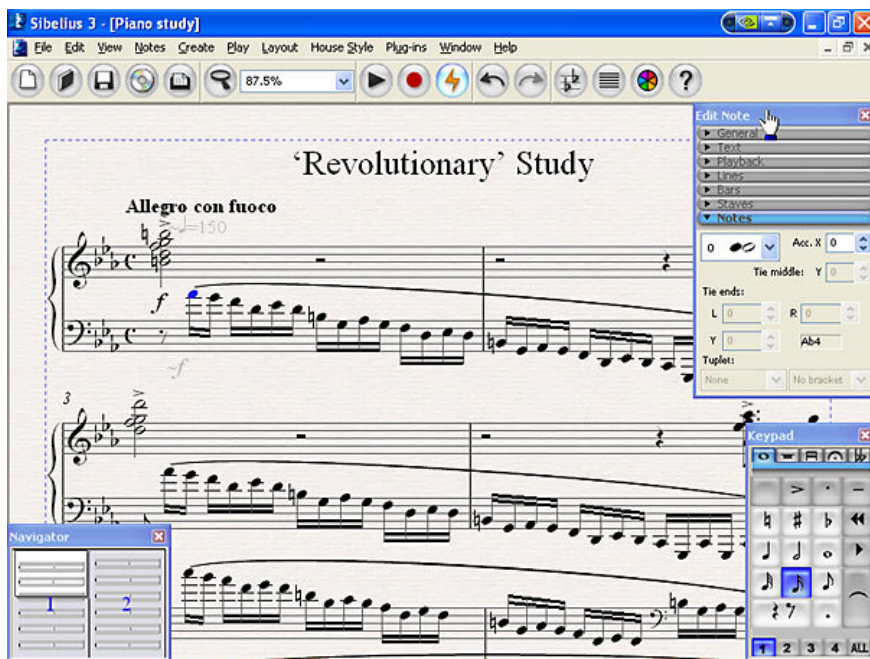 Sibelius 3 - [Piano study]
File Edit View Notes Create Play Layout House Style Plug-ins Window Help
87.5%
Edit Note
General
Text
Playback
Lines
Bars
Staves
Notes
0 Acc. X 0
Tie middle: Y 0
Tie ends:
L 0 R 0
Y 0 Ab4
Tuplet:
None No bracket
'Revolutionary' Study
Allegro con fuoco
~♩=150
f
~f
3
Keypad
1 2 3 4 ALL
Navigator
1 2